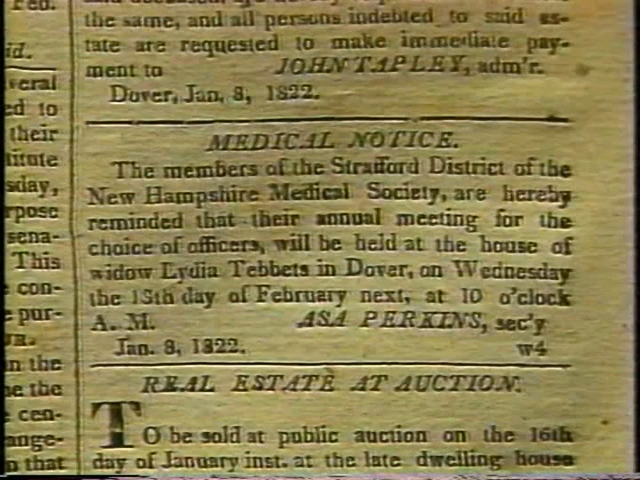 id.
veral
ed to
their
titute
sday,
rpose
sena-
This
con-
pur-
in the
e the
cen-
ange-
that
the same, and all persons indebted to said es-
tate are requested to make immediate pay-
ment to JOHN TAPLEY, adm'r.
Dover, Jan. 8, 1822.
MEDICAL NOTICE.
The members of the Strafford District of the
New Hampshire Medical Society, are hereby
reminded that their annual meeting for the
choice of officers, will be held at the house of
widow Lydia Tebbets in Dover, on Wednesday
the 13th day of February next, at 10 o'clock
A. M. ASA PERKINS, sec'y
Jan. 8, 1822. w4
REAL ESTATE AT AUCTION.
TO be sold at public auction on the 16th
day of January inst. at the late dwelling house